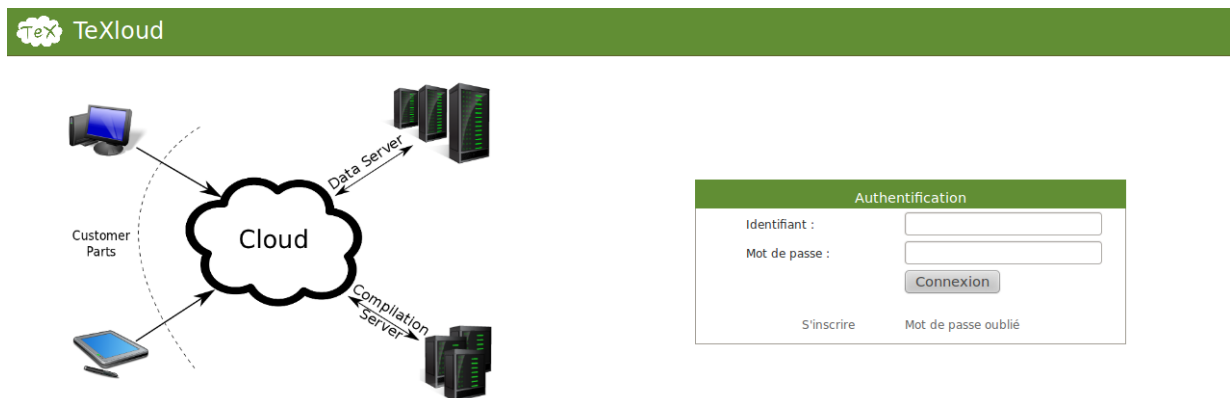 TeX TeXloud
Data Server
Customer
Parts
Cloud
Compilation
Server
Authentification
Identifiant :
Mot de passe :
Connexion
S'inscrire Mot de passe oublié